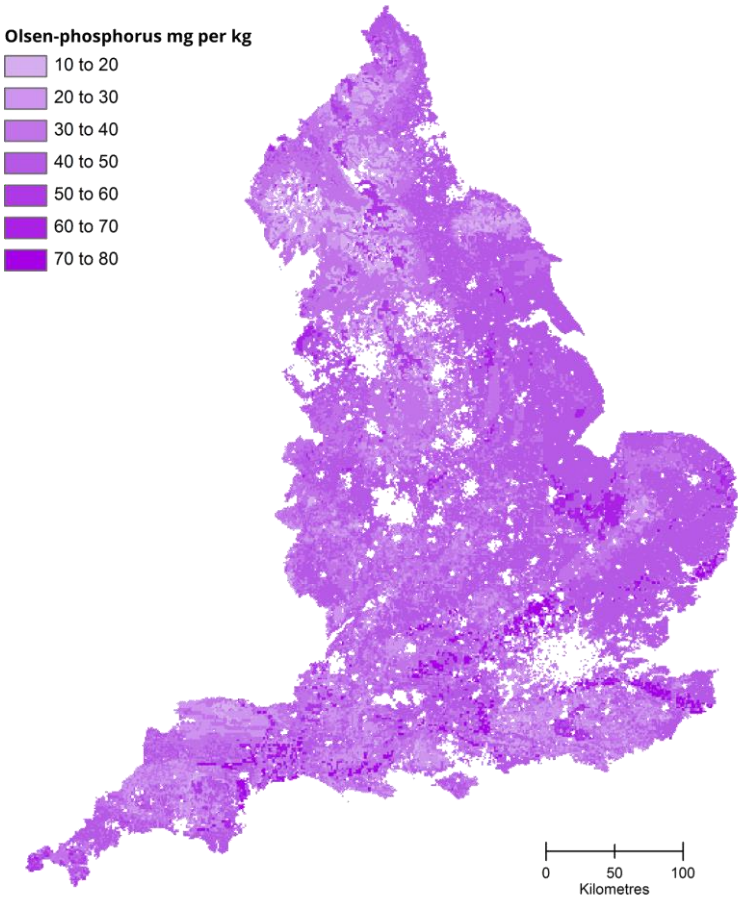 Olsen-phosphorus mg per kg
10 to 20
20 to 30
30 to 40
40 to 50
50 to 60
60 to 70
70 to 80
0 50 100
Kilometres